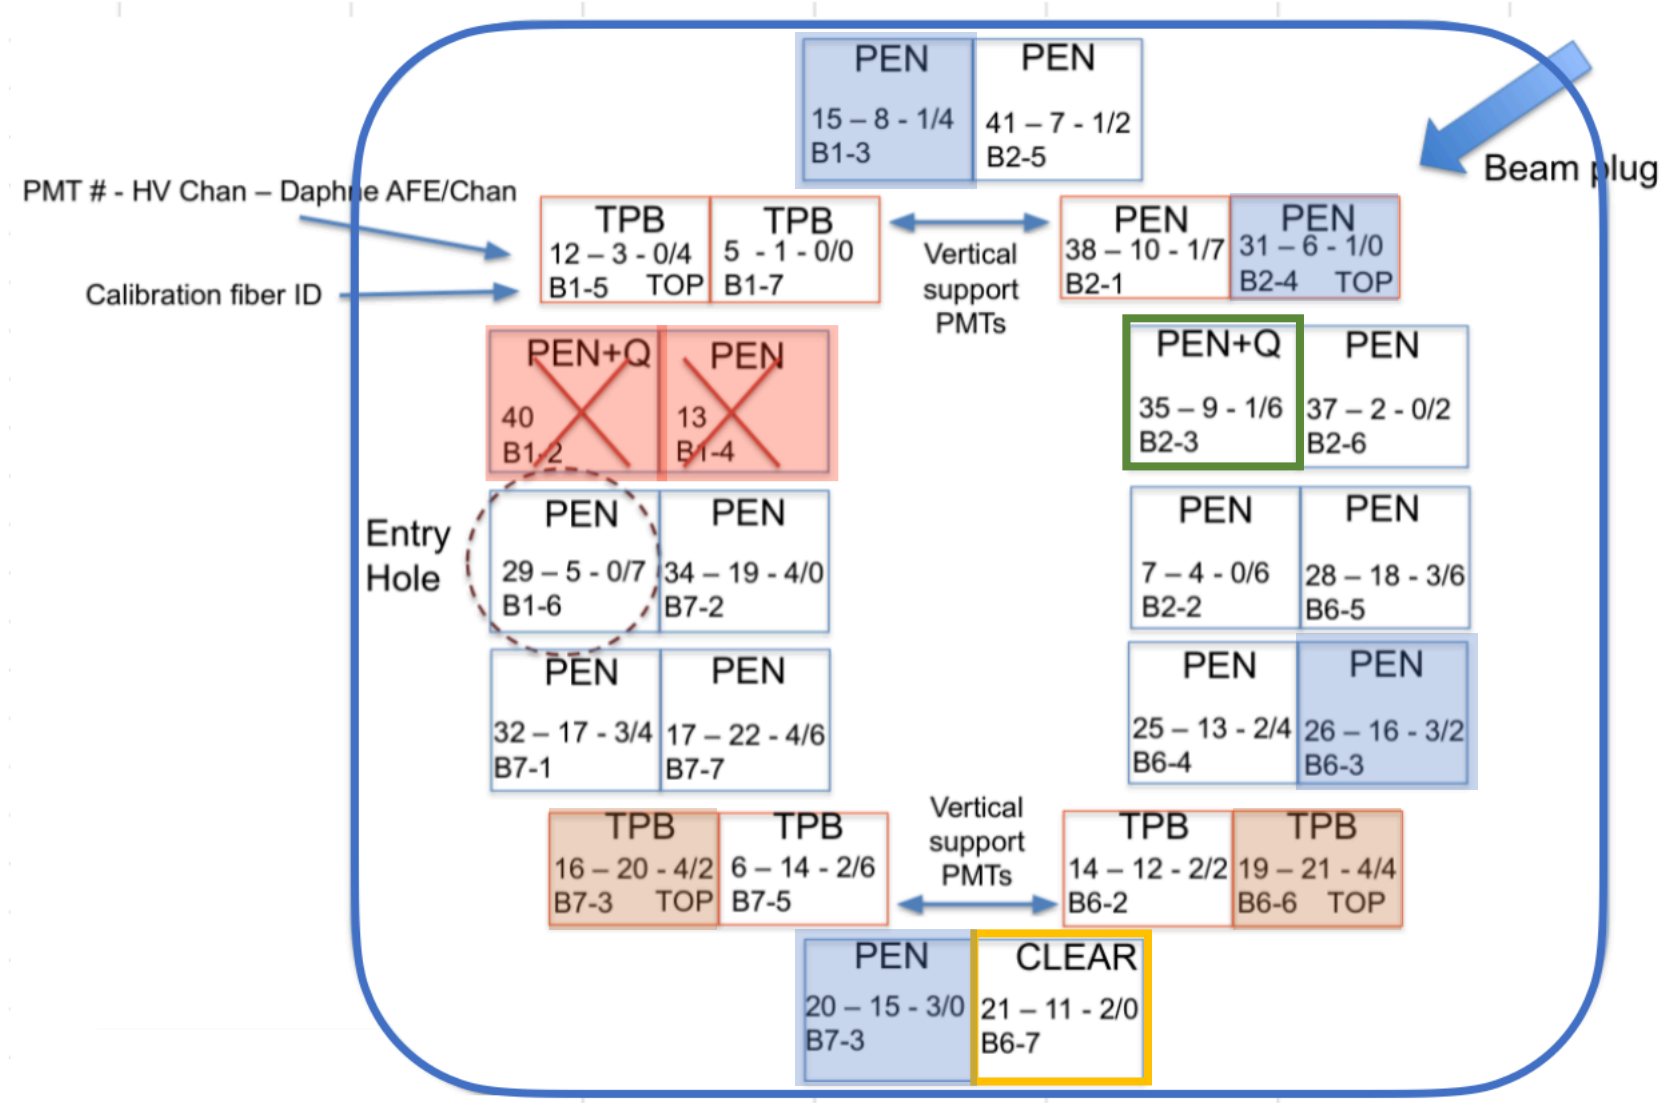 PEN
15 – 8 - 1/4
B1-3
PEN
41 – 7 - 1/2
B2-5
Beam plug
PMT # - HV Chan – Daphne AFE/Chan
Calibration fiber ID
TPB
12 – 3 - 0/4
B1-5 TOP
TPB
5 - 1 - 0/0
B1-7
Vertical
support
PMTs
PEN
38 – 10 - 1/7
B2-1
PEN
31 – 6 - 1/0
B2-4 TOP
PEN+Q
40
B1-2
PEN
13
B1-4
PEN+Q
35 – 9 - 1/6
B2-3
PEN
37 – 2 - 0/2
B2-6
Entry
Hole
PEN
29 – 5 - 0/7
B1-6
PEN
34 – 19 - 4/0
B7-2
PEN
7 – 4 - 0/6
B2-2
PEN
28 – 18 - 3/6
B6-5
PEN
32 – 17 - 3/4
B7-1
PEN
17 – 22 - 4/6
B7-7
PEN
25 – 13 - 2/4
B6-4
PEN
26 – 16 - 3/2
B6-3
TPB
16 – 20 - 4/2
B7-3 TOP
TPB
6 – 14 - 2/6
B7-5
Vertical
support
PMTs
TPB
14 – 12 - 2/2
B6-2
TPB
19 – 21 - 4/4
B6-6 TOP
PEN
20 – 15 - 3/0
B7-3
CLEAR
21 – 11 - 2/0
B6-7